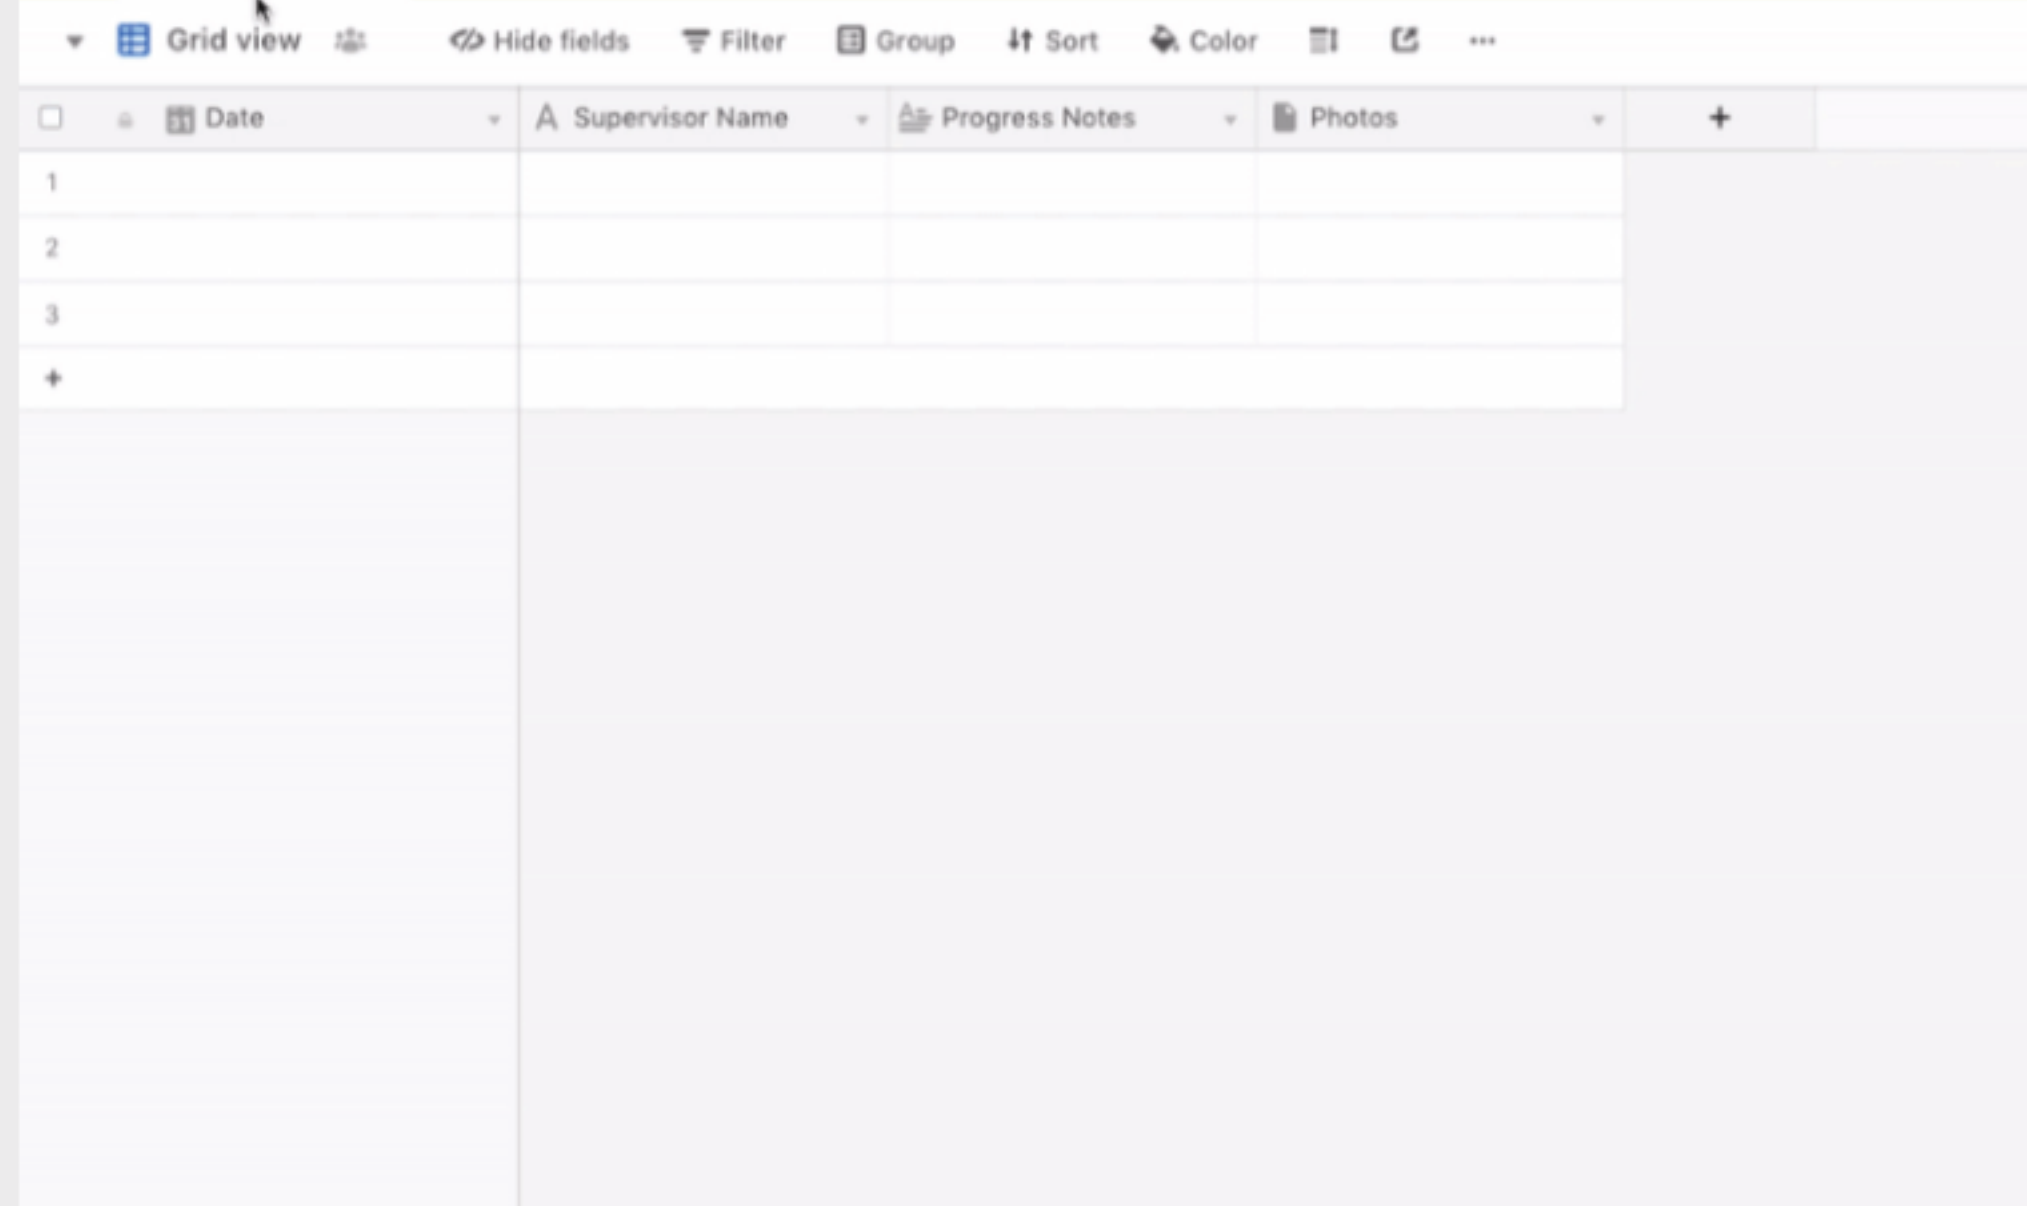 Grid view Hide fields Filter Group Sort Color ...
Date Supervisor Name Progress Notes Photos +
1
2
3
+